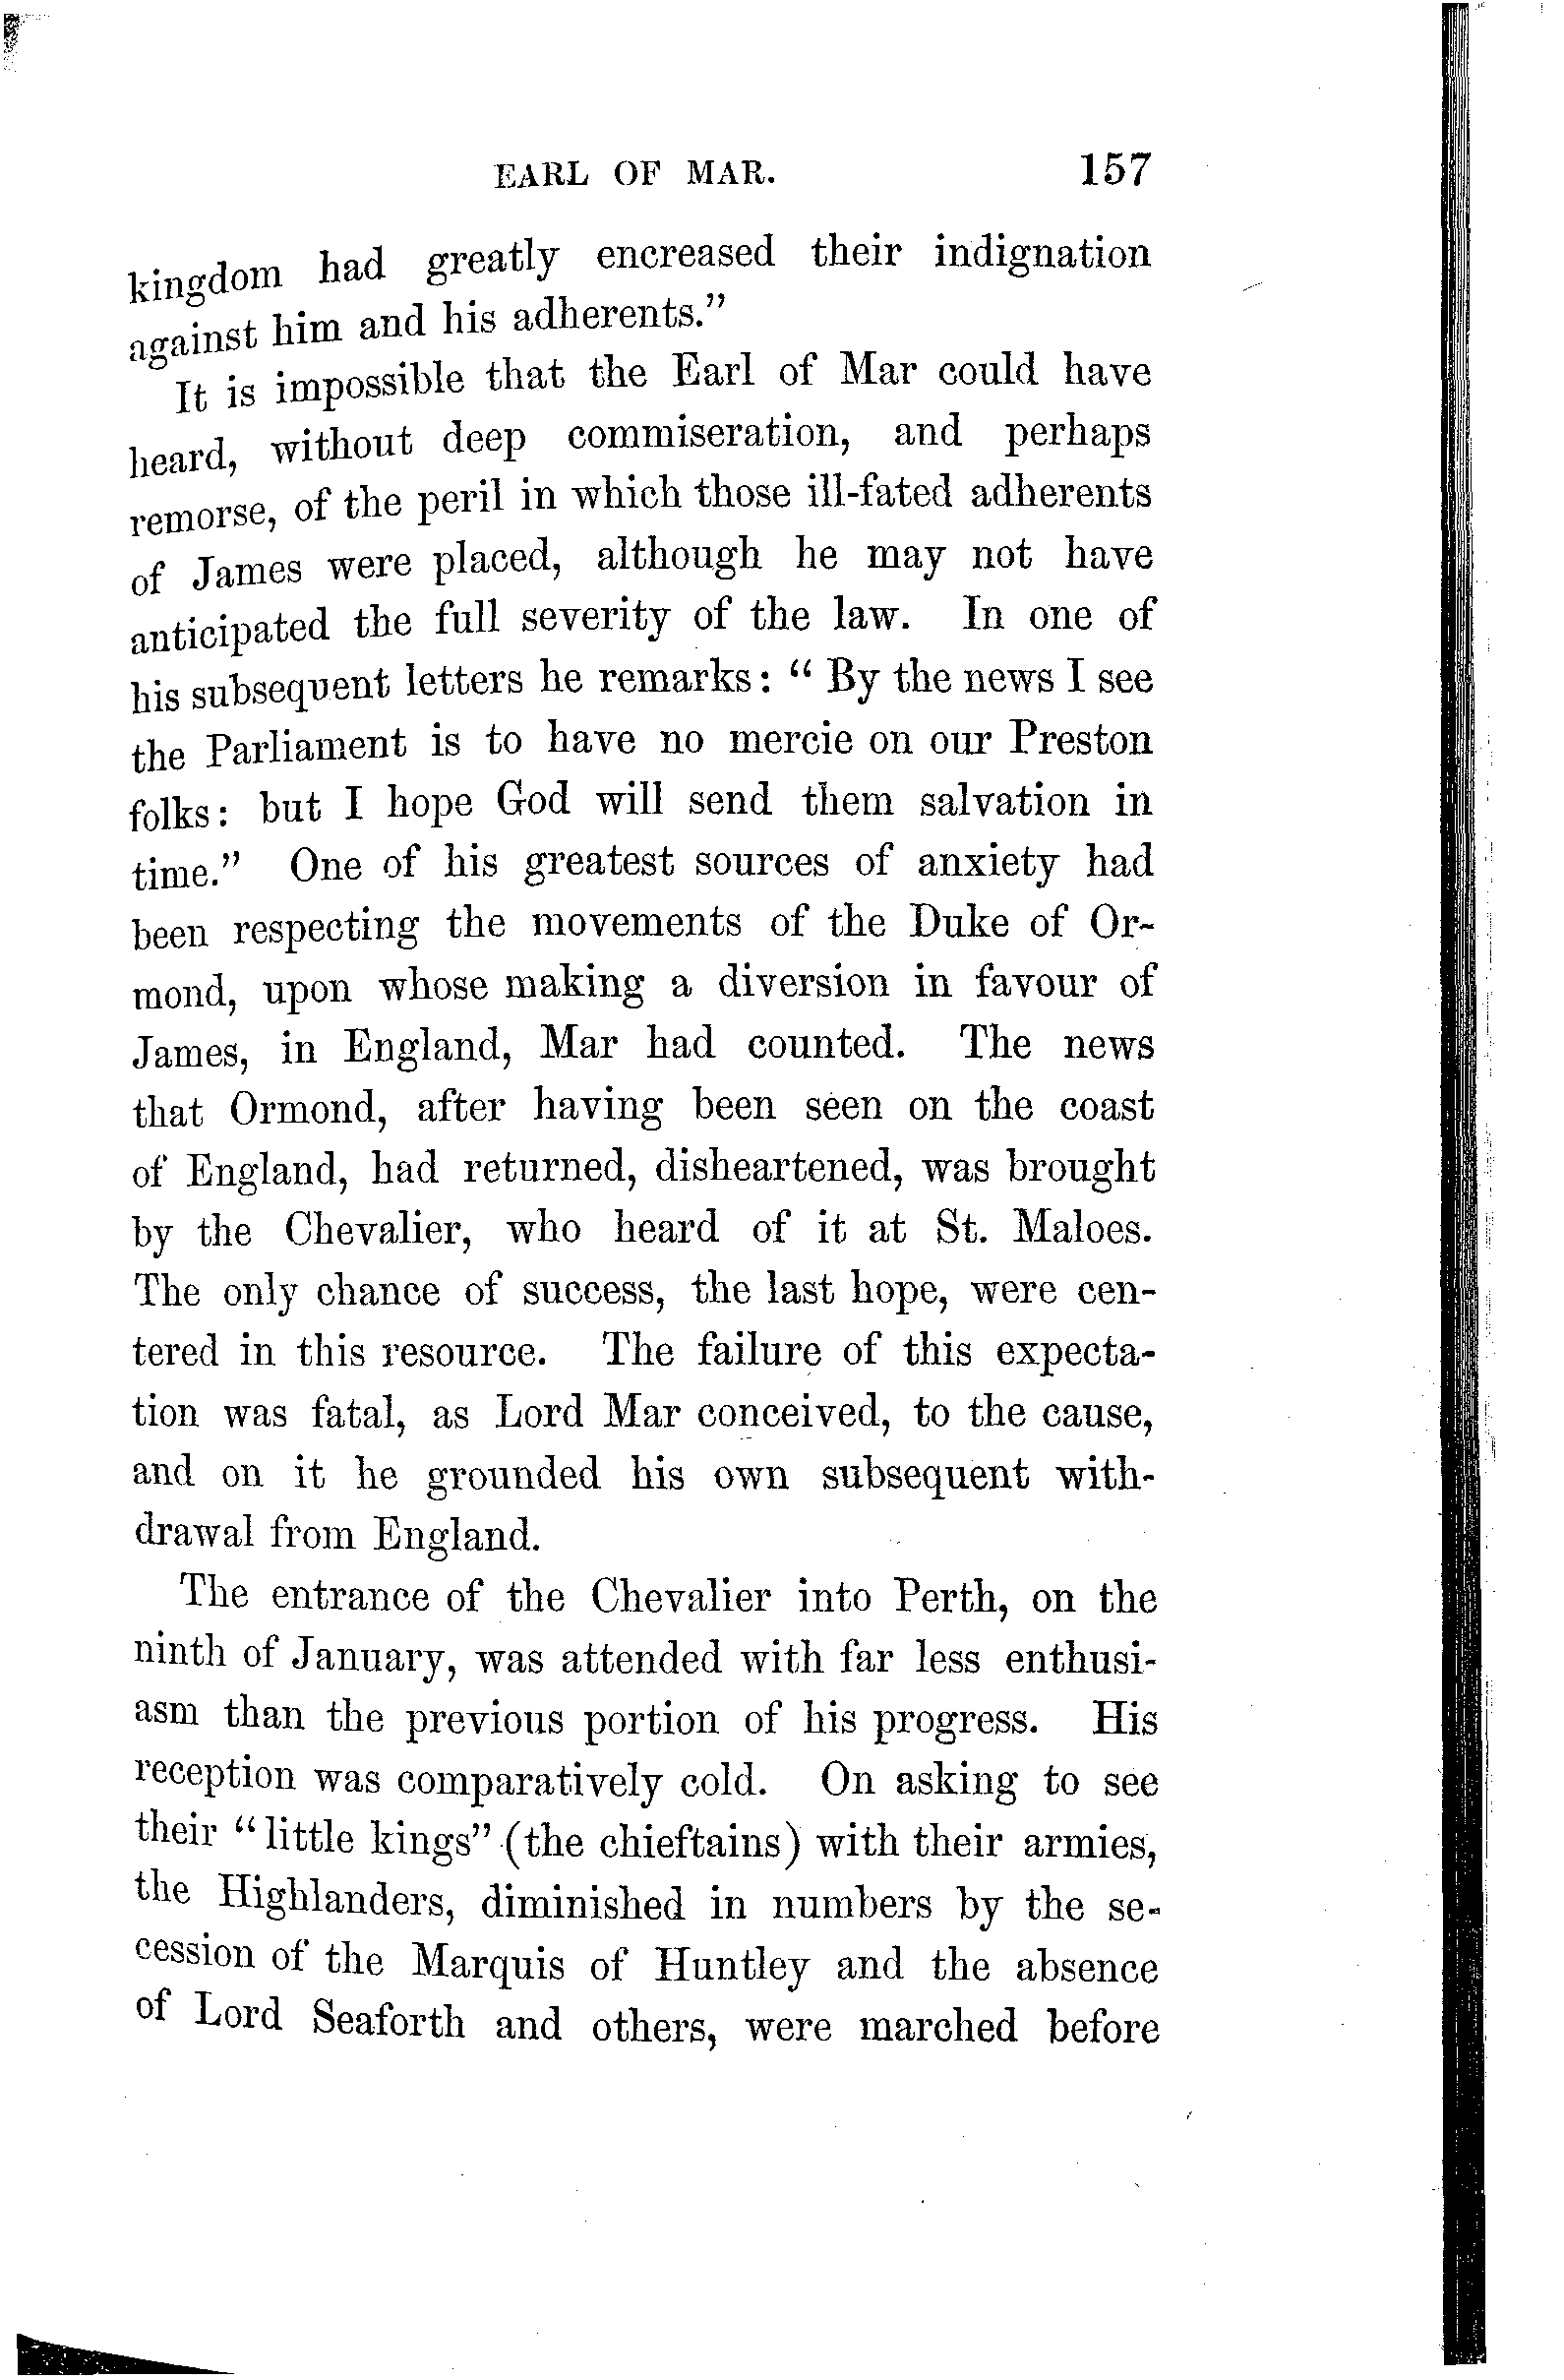 EARL OF MAR. 157
kingdom had greatly encreased their indignation
against him and his adherents.”
It is impossible that the Earl of Mar could have
heard, without deep commiseration, and perhaps
remorse, of the peril in which those ill-fated adherents
of James were placed, although he may not have
anticipated the full severity of the law. In one of
his subsequent letters he remarks: “ By the news I see
the Parliament is to have no mercie on our Preston
folks: but I hope God will send them salvation in
time.” One of his greatest sources of anxiety had
been respecting the movements of the Duke of Or-
mond, upon whose making a diversion in favour of
James, in England, Mar had counted. The news
that Ormond, after having been seen on the coast
of England, had returned, disheartened, was brought
by the Chevalier, who heard of it at St. Maloes.
The only chance of success, the last hope, were cen-
tered in this resource. The failure of this expecta-
tion was fatal, as Lord Mar conceived, to the cause,
and on it he grounded his own subsequent with-
drawal from England.
The entrance of the Chevalier into Perth, on the
ninth of January, was attended with far less enthusi-
asm than the previous portion of his progress. His
reception was comparatively cold. On asking to see
their “little kings” (the chieftains) with their armies,
the Highlanders, diminished in numbers by the se-
cession of the Marquis of Huntley and the absence
of Lord Seaforth and others, were marched before